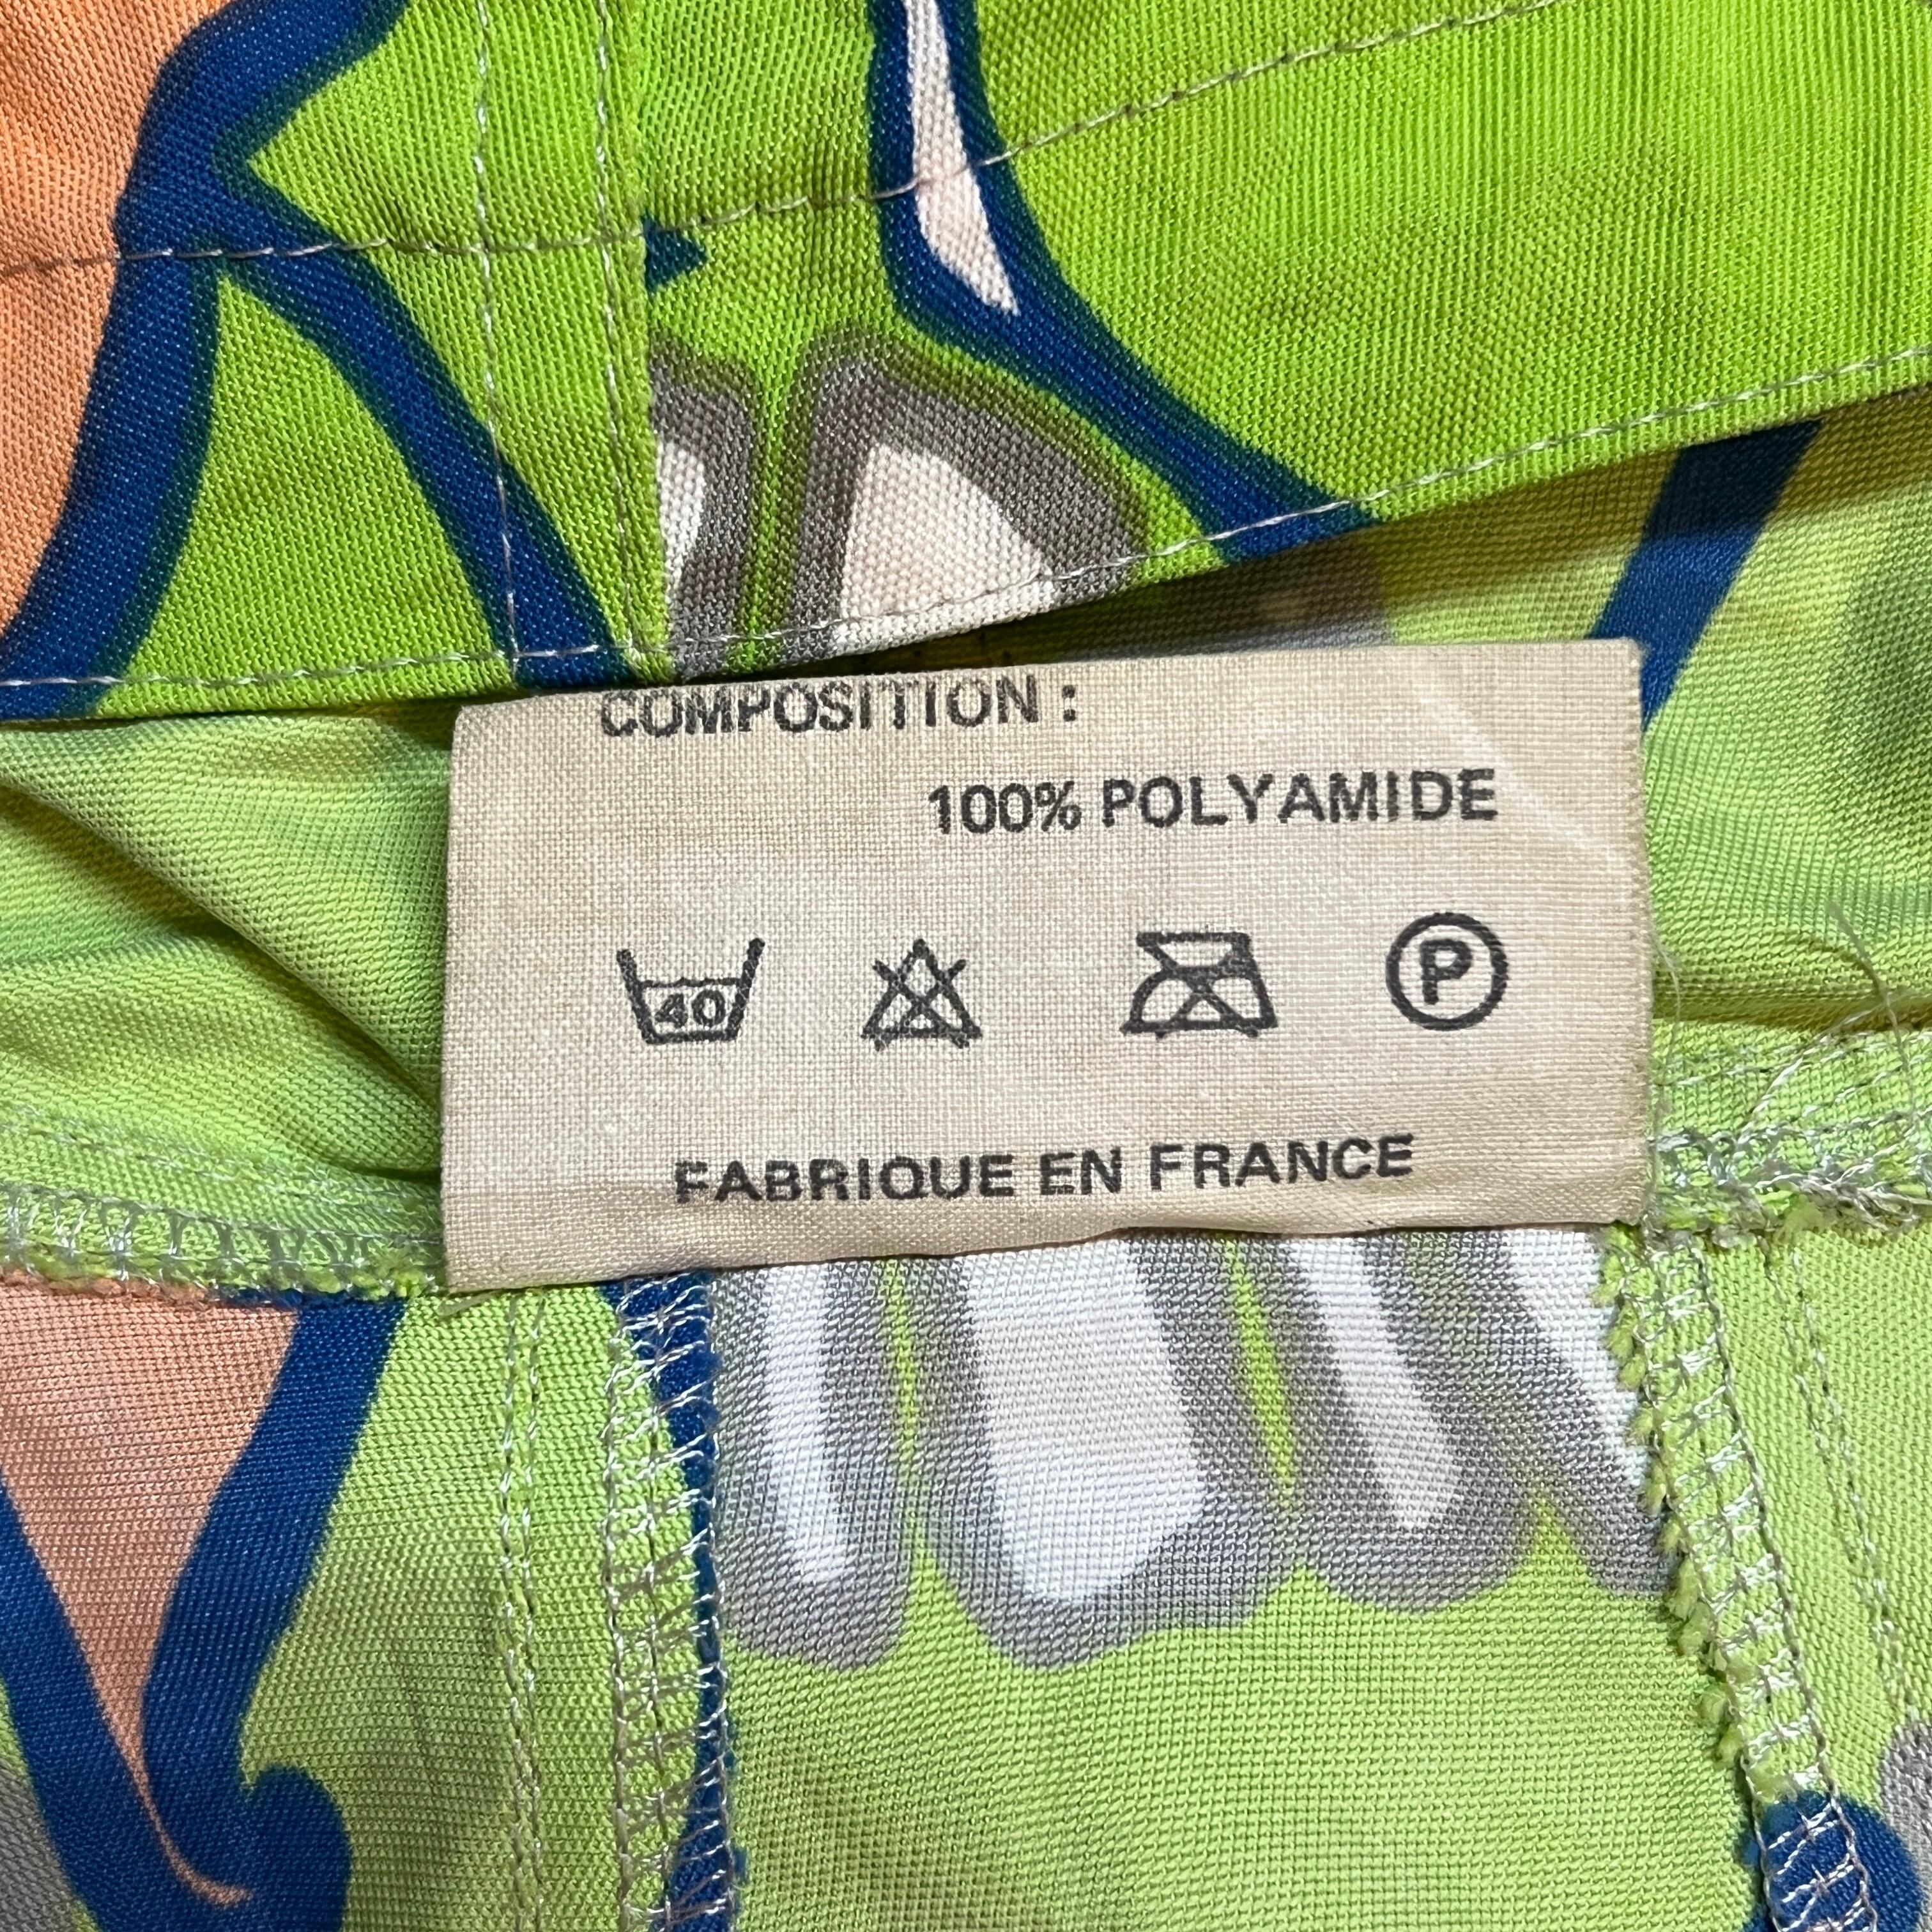 COMPOSITION :
100% POLYAMIDE
40 P
FABRIQUE EN FRANCE